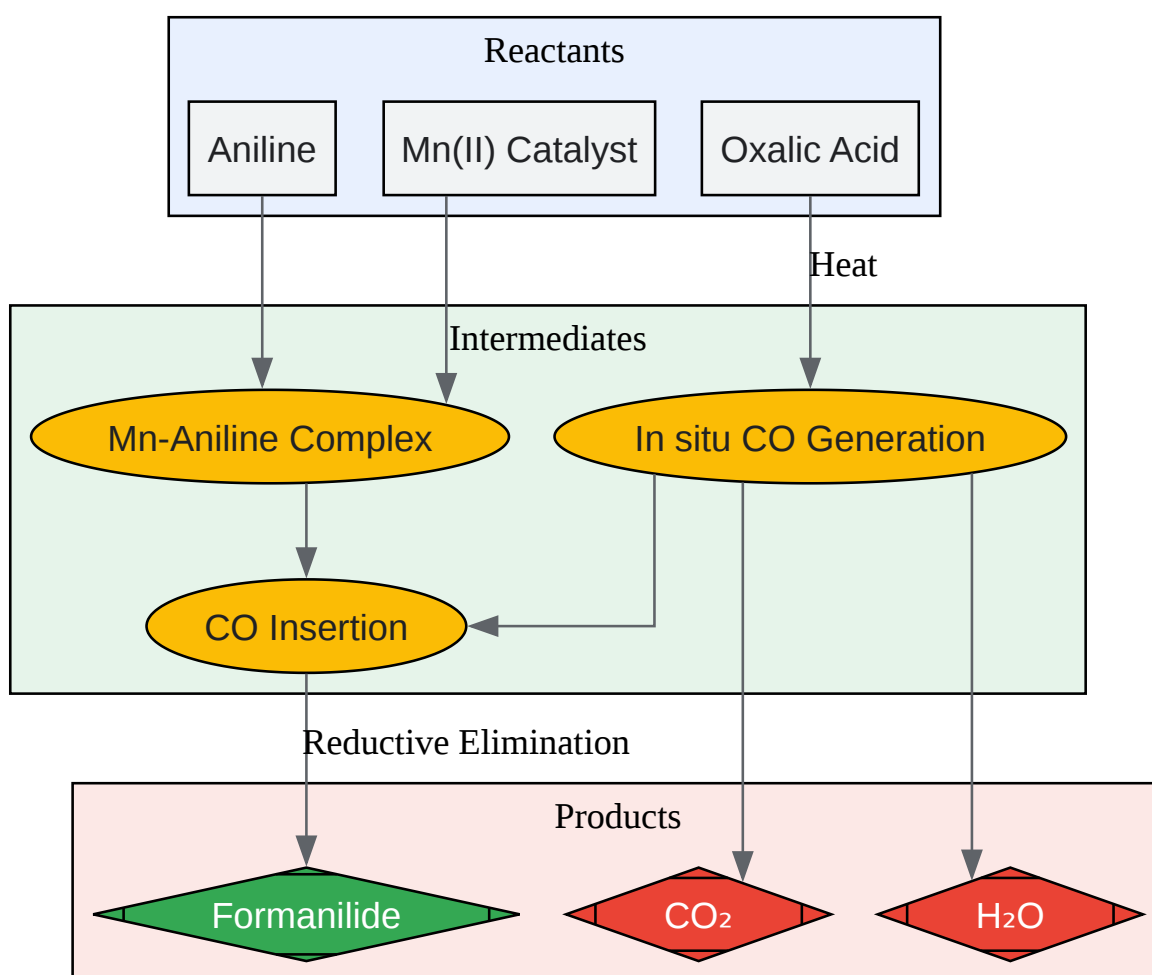 Reactants
Aniline
Mn(II) Catalyst
Oxalic Acid
Heat
Intermediates
Mn-Aniline Complex
In situ CO Generation
CO Insertion
Reductive Elimination
Products
Formanilide
CO₂
H₂O